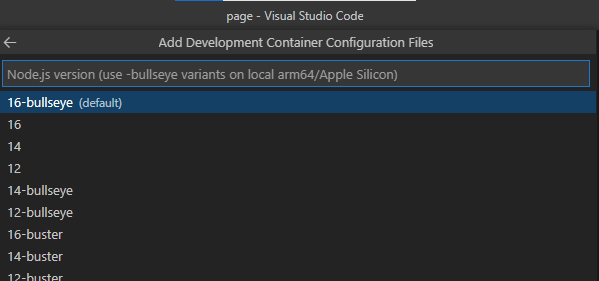 page - Visual Studio Code
Add Development Container Configuration Files
Node.js version (use -bullseye variants on local arm64/Apple Silicon)
16-bullseye (default)
16
14
12
14-bullseye
12-bullseye
16-buster
14-buster
12-buster